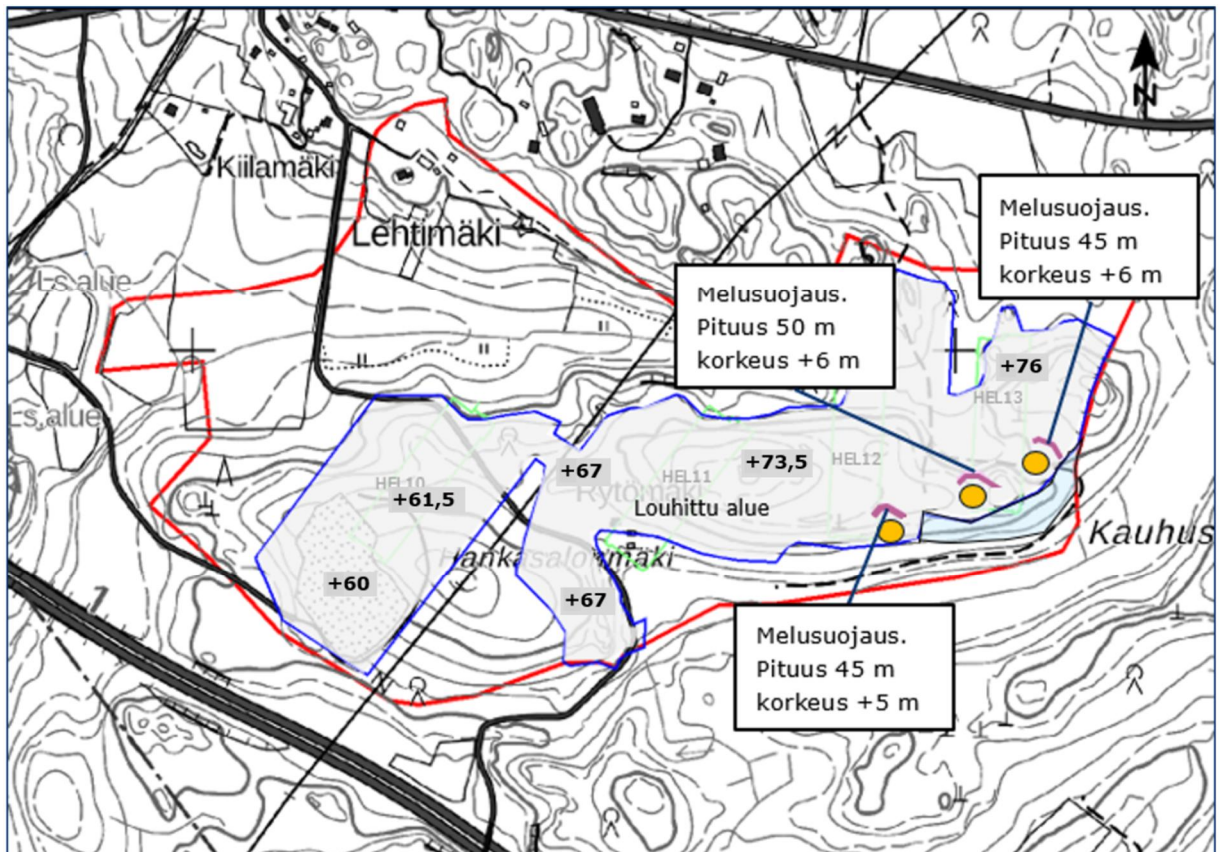 N
Kiilamäki
Lehtimäki
Ls.alue
Ls.alue
Melusuojaus.
Pituus 45 m
korkeus +6 m
Melusuojaus.
Pituus 50 m
korkeus +6 m
+76
HEL13
+67
+73,5
HEL12
HEL10
+61,5
HEL11
Rytömäki
Louhittu alue
Kauhus
+60
+67
1
Melusuojaus.
Pituus 45 m
korkeus +5 m